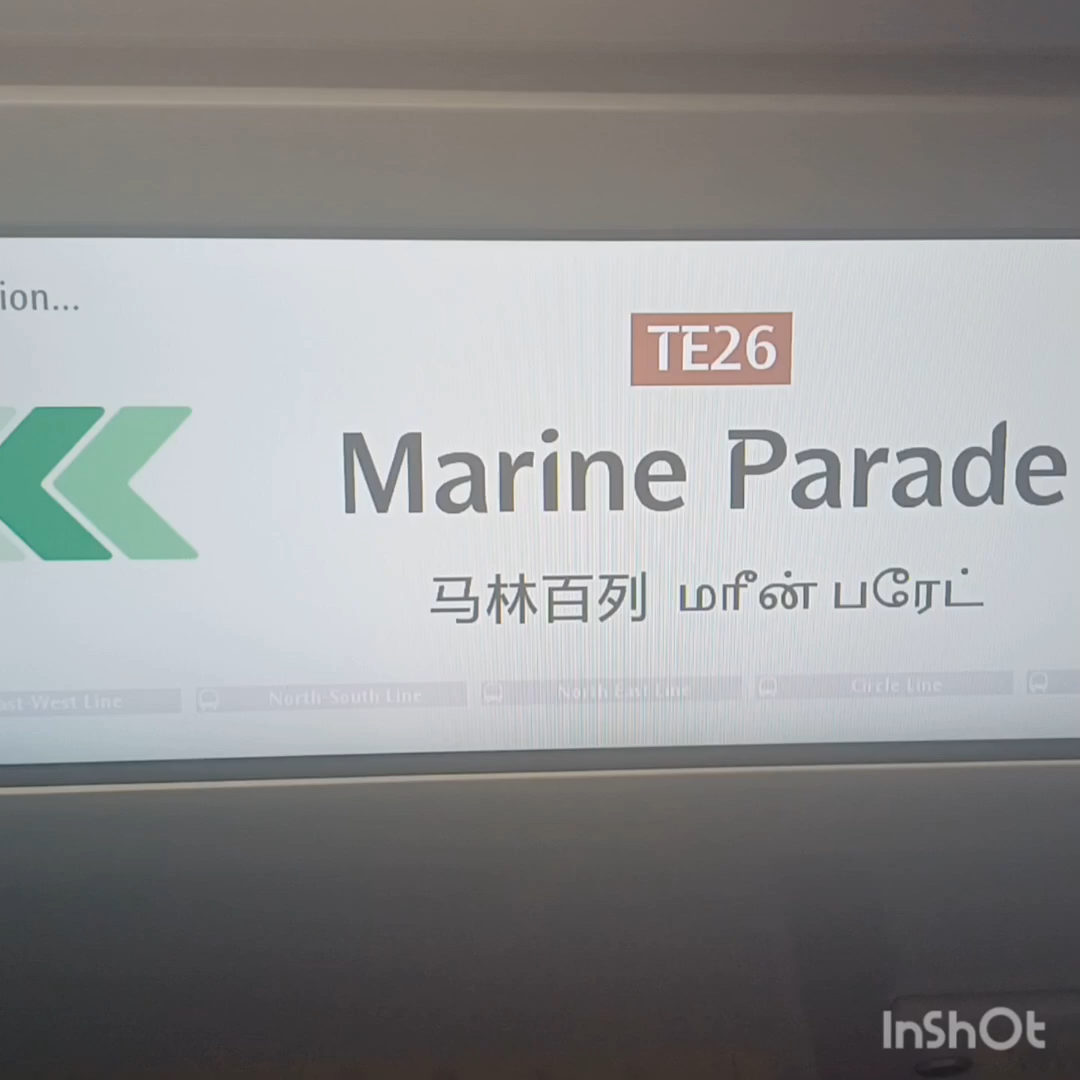 ion...
TE26
Marine Parade
马林百列 மரீன் பரேட்
ast-West Line North-South Line North East Line Circle Line
InShOt